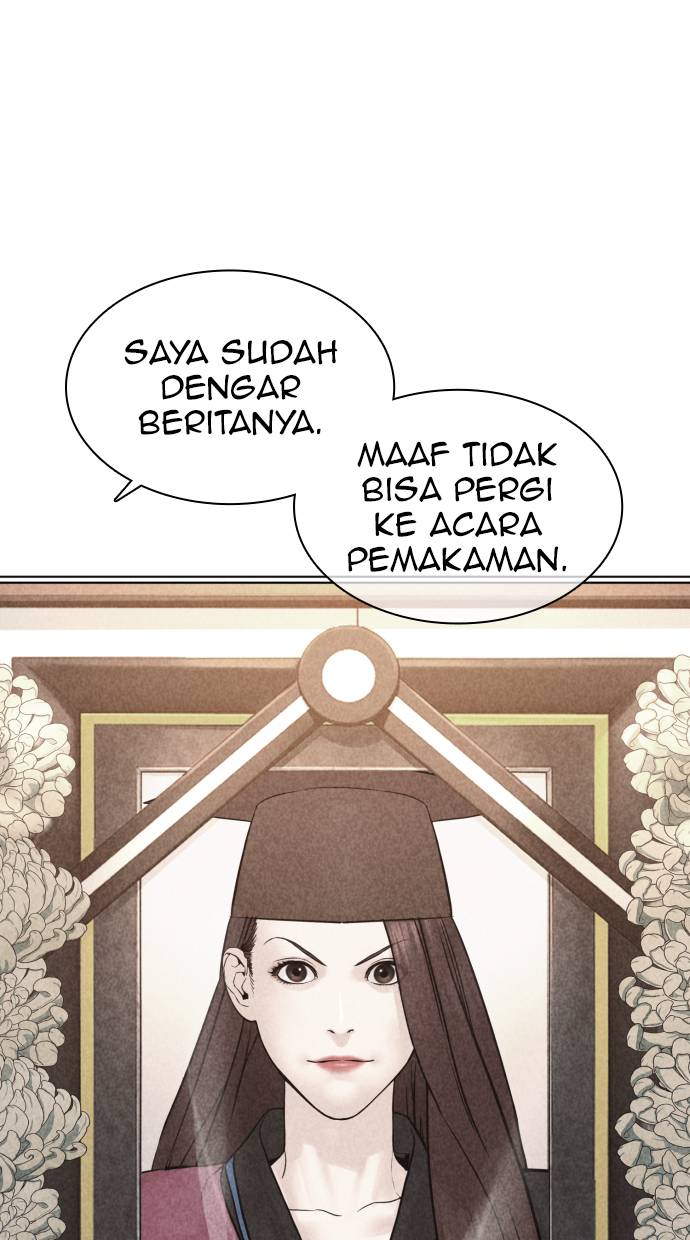 SAYA SUDAH
DENGAR
BERITANYA.
MAAF TIDAK
BISA PERGI
KE ACARA
PEMAKAMAN.